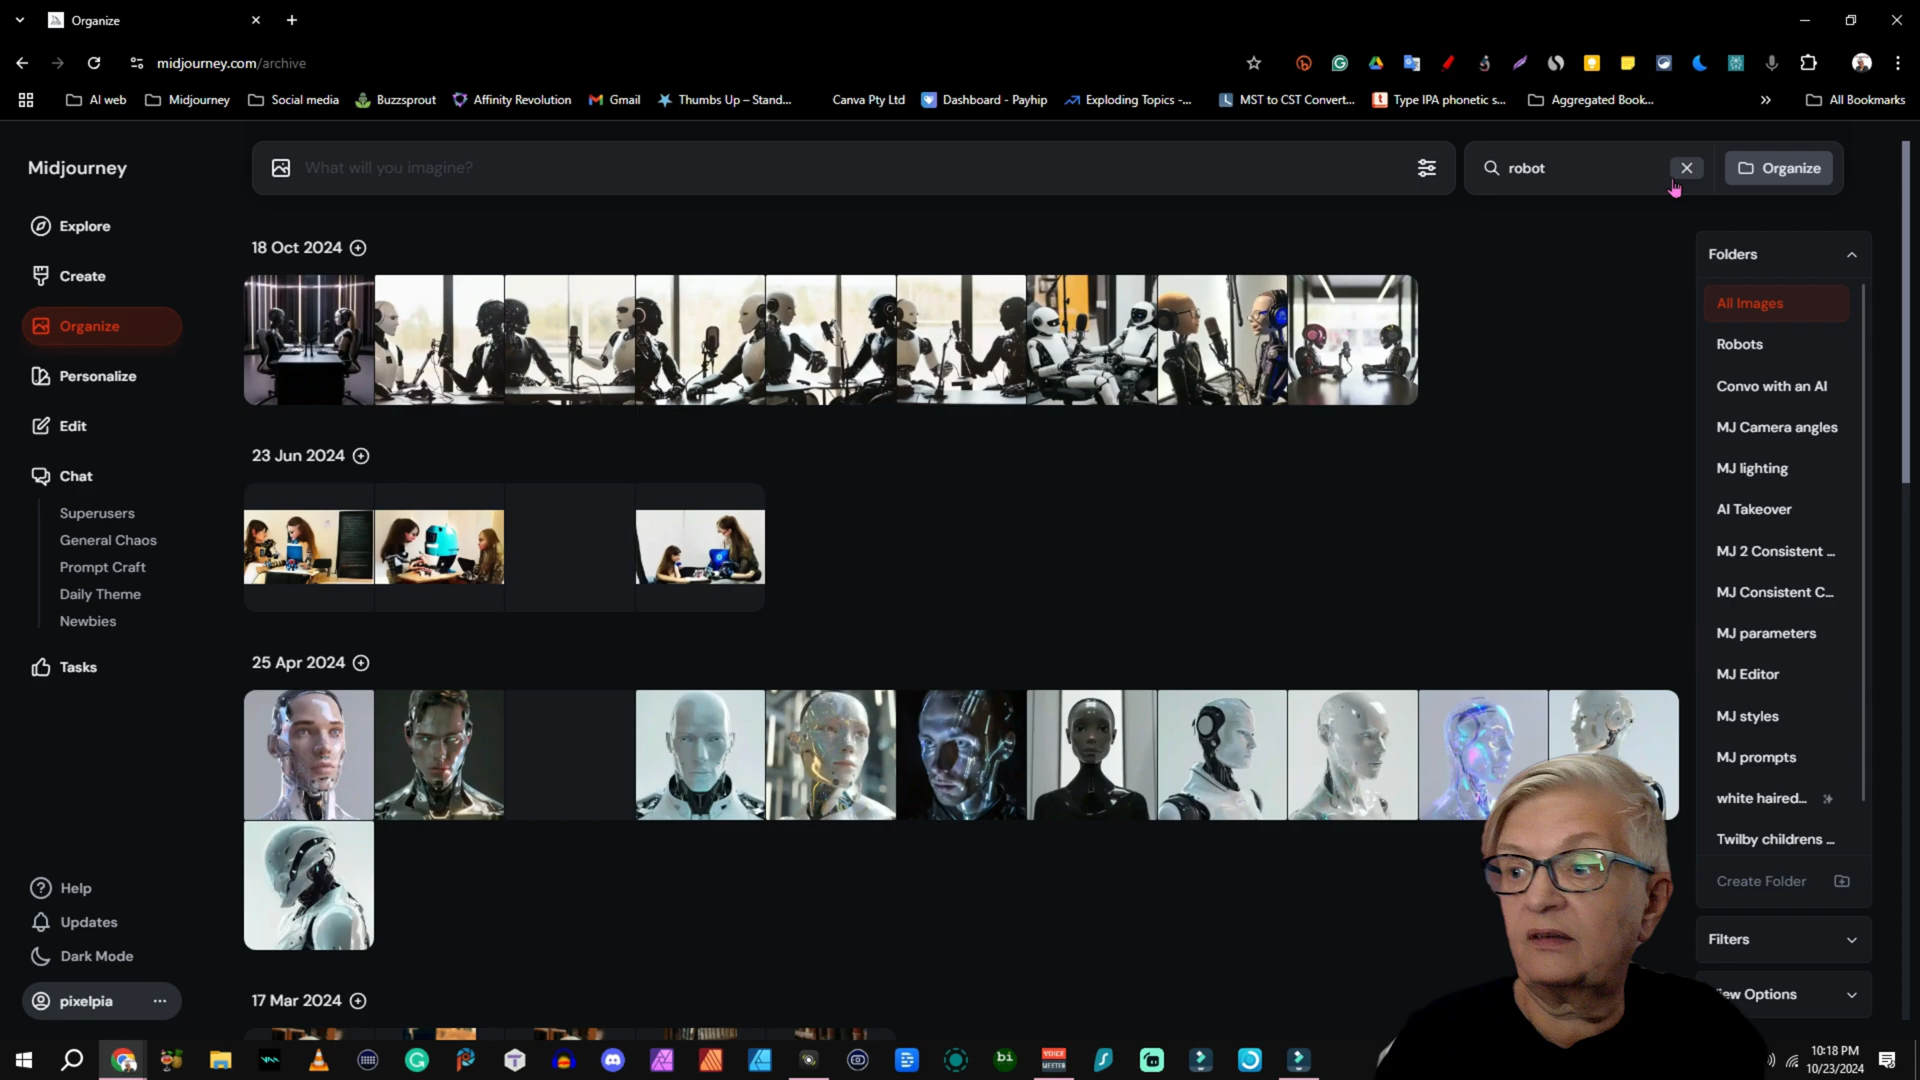 Organize
midjourney.com/archive
AI web
Midjourney
Social media
Buzzsprout
Affinity Revolution
Gmail
Thumbs Up – Stand...
Canva Pty Ltd
Dashboard - Payhip
Exploding Topics -...
MST to CST Convert...
Type IPA phonetic s...
Aggregated Book...
All Bookmarks
Midjourney
What will you imagine?
robot
Organize
Explore
Create
Organize
Personalize
Edit
Chat
Superusers
General Chaos
Prompt Craft
Daily Theme
Newbies
Tasks
Help
Updates
Dark Mode
pixelpia
18 Oct 2024
23 Jun 2024
25 Apr 2024
17 Mar 2024
Folders
All Images
Robots
Convo with an AI
MJ Camera angles
MJ lighting
AI Takeover
MJ 2 Consistent ...
MJ Consistent C...
MJ parameters
MJ Editor
MJ styles
MJ prompts
white haired...
Twilby childrens ...
Create Folder
Filters
ew Options
bi
VOICE
MEETER
10:18 PM
10/23/2024